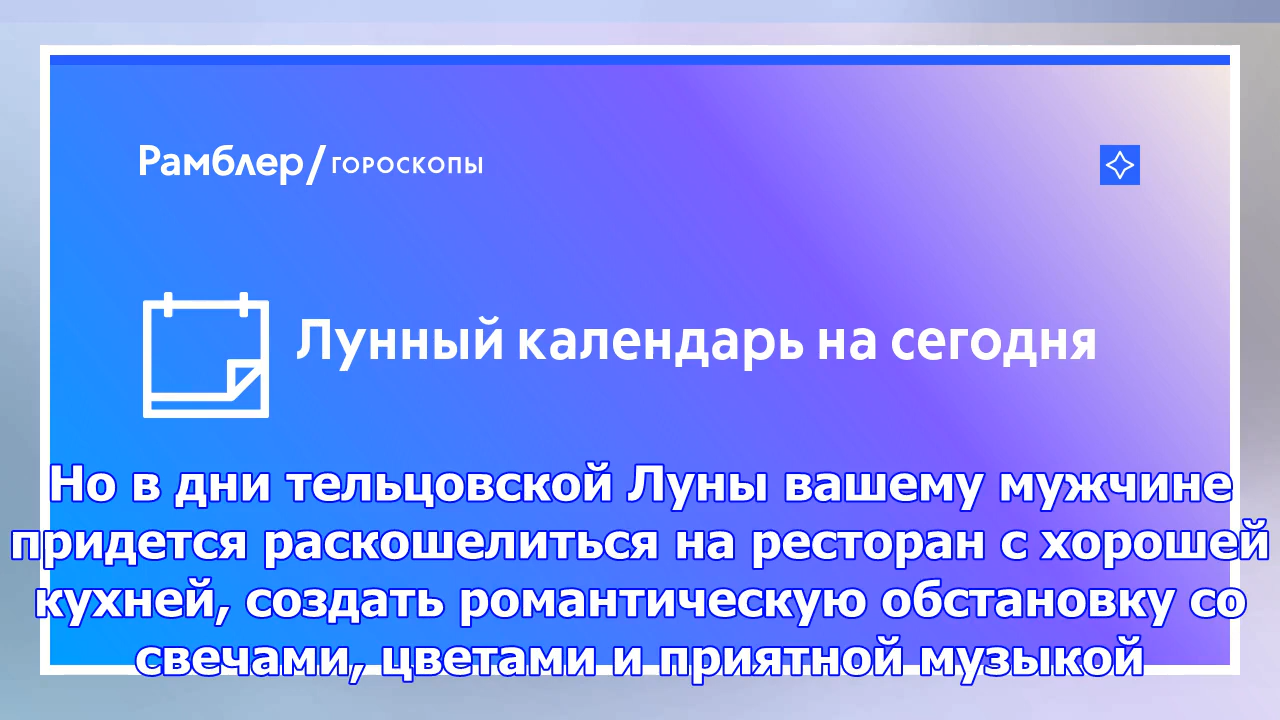 Рамблер/ГОРОСКОПЫ
Лунный календарь на сегодня
Но в дни тельцовской Луны вашему мужчине
придется раскошелиться на ресторан с хорошей
кухней, создать романтическую обстановку со
свечами, цветами и приятной музыкой